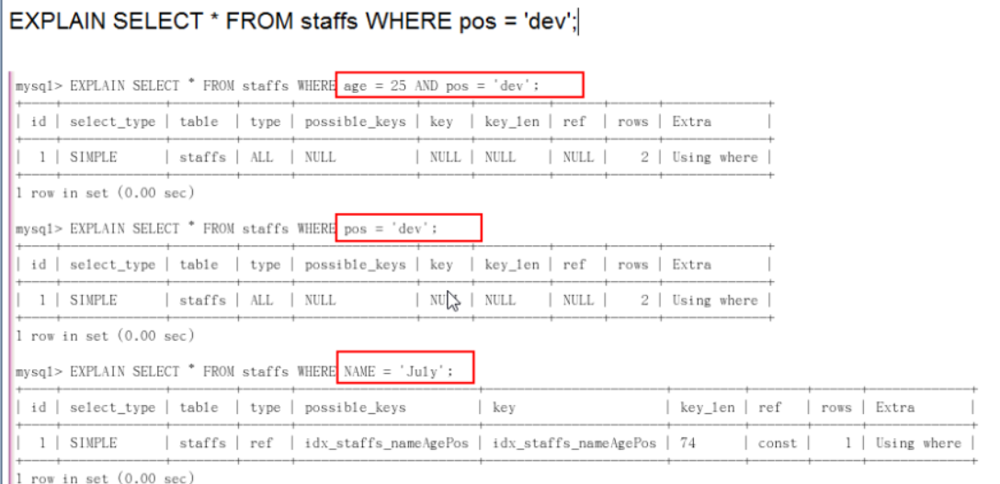 EXPLAIN SELECT * FROM staffs WHERE pos = 'dev';
mysql> EXPLAIN SELECT * FROM staffs WHERE age = 25 AND pos = 'dev';
| id | select_type | table | type | possible_keys | key | key_len | ref | rows | Extra |
| 1 | SIMPLE | staffs | ALL | NULL | NULL | NULL | NULL | 2 | Using where |
1 row in set (0.00 sec)
mysql> EXPLAIN SELECT * FROM staffs WHERE pos = 'dev';
| id | select_type | table | type | possible_keys | key | key_len | ref | rows | Extra |
| 1 | SIMPLE | staffs | ALL | NULL | NULL | NULL | NULL | 2 | Using where |
1 row in set (0.00 sec)
mysql> EXPLAIN SELECT * FROM staffs WHERE NAME = 'July';
| id | select_type | table | type | possible_keys | key | key_len | ref | rows | Extra |
| 1 | SIMPLE | staffs | ref | idx_staffs_nameAgePos | idx_staffs_nameAgePos | 74 | const | 1 | Using where |
1 row in set (0.00 sec)